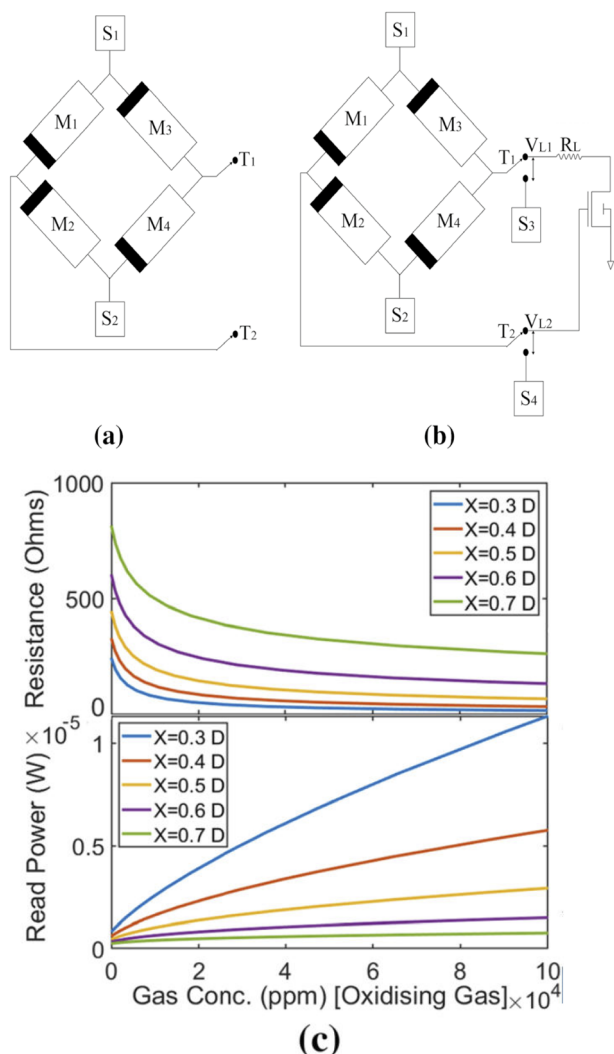 S1 S1
M1 M3 M1 M3
T1 T1 VL1 RL
M2 M4 M2 M4
S3
S2 S2
T2 T2 VL2
S4
(a) (b)
1000
X=0.3 D
X=0.4 D
X=0.5 D
X=0.6 D
X=0.7 D
500
0
Resistance (Ohms)
×10-5
1
X=0.3 D
X=0.4 D
X=0.5 D
X=0.6 D
X=0.7 D
0.5
0
Read Power (W)
0 2 4 6 8 10
Gas Conc. (ppm) [Oxidising Gas] ×10^4
(c)